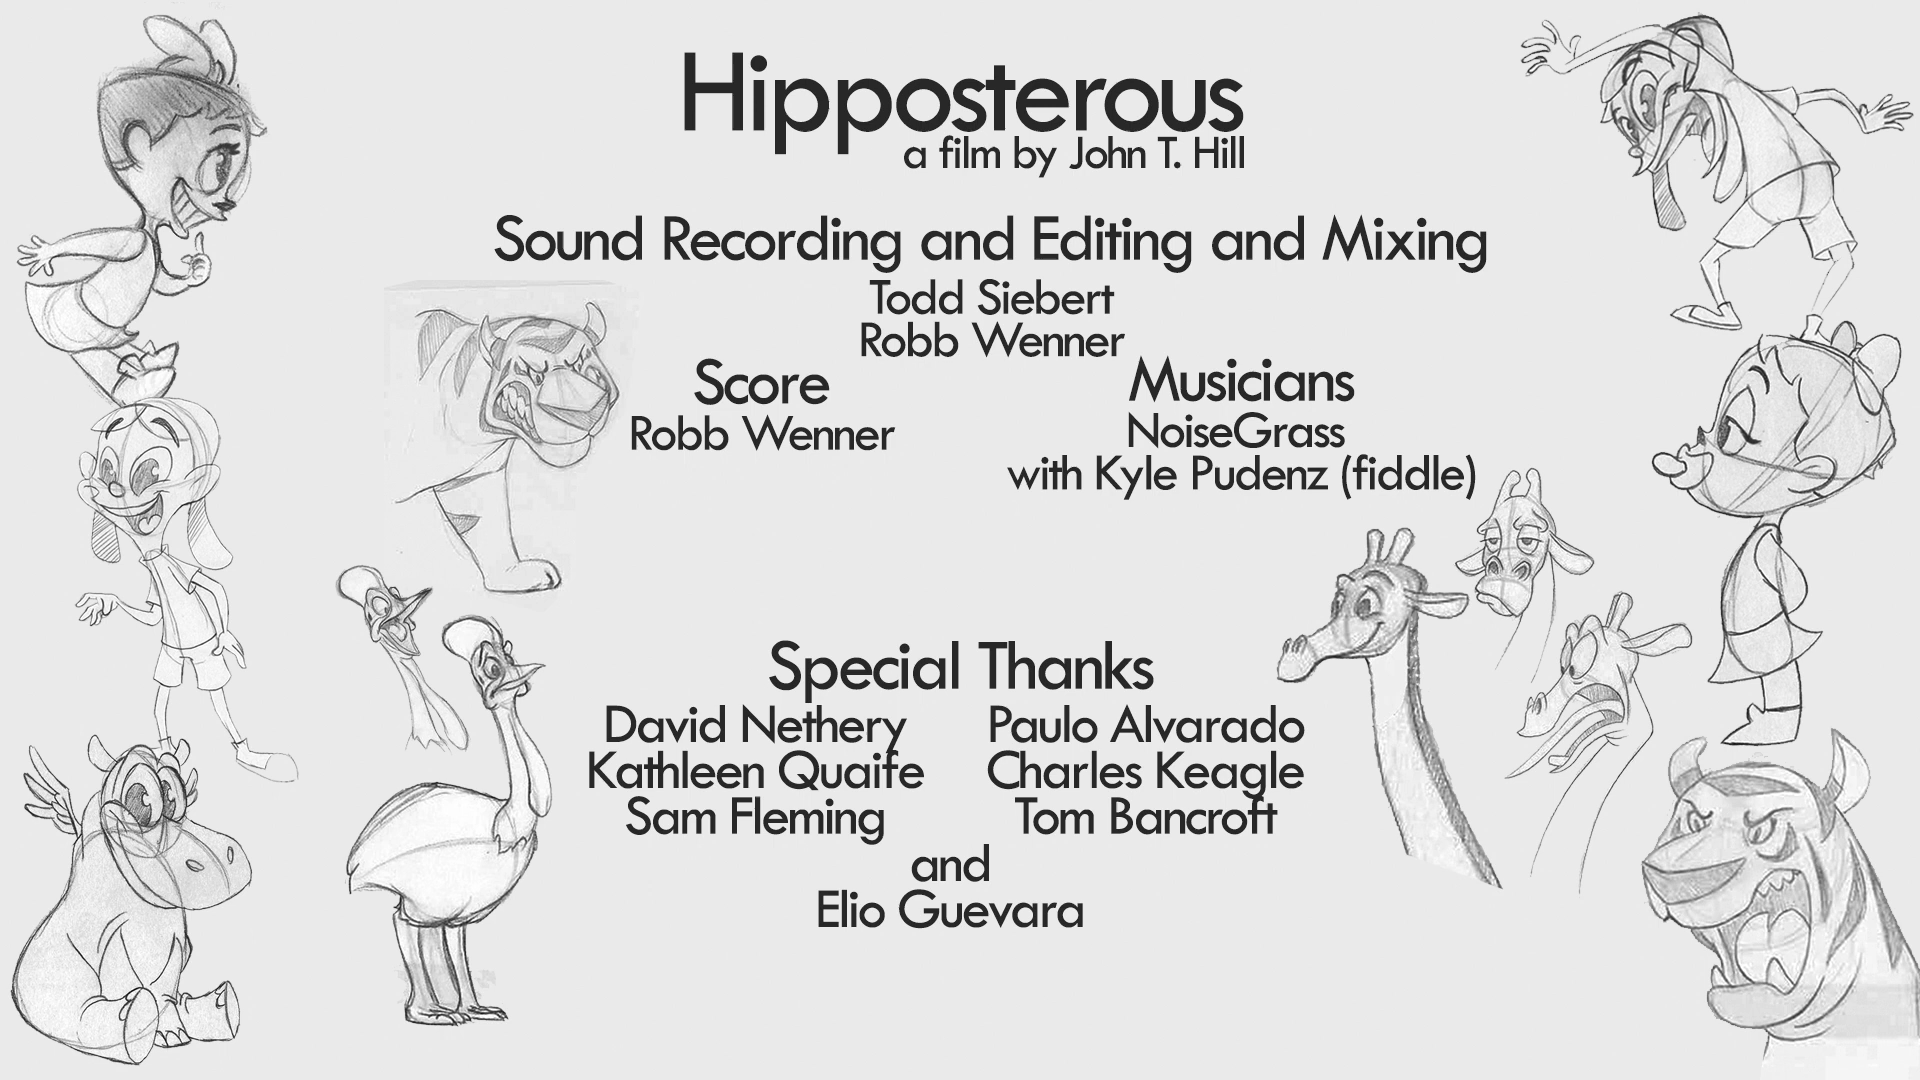 Hipposterous
a film by John T. Hill
Sound Recording and Editing and Mixing
Todd Siebert
Robb Wenner
Score
Robb Wenner
Musicians
NoiseGrass
with Kyle Pudenz (fiddle)
Special Thanks
David Nethery
Kathleen Quaife
Sam Fleming
Paulo Alvarado
Charles Keagle
Tom Bancroft
and
Elio Guevara